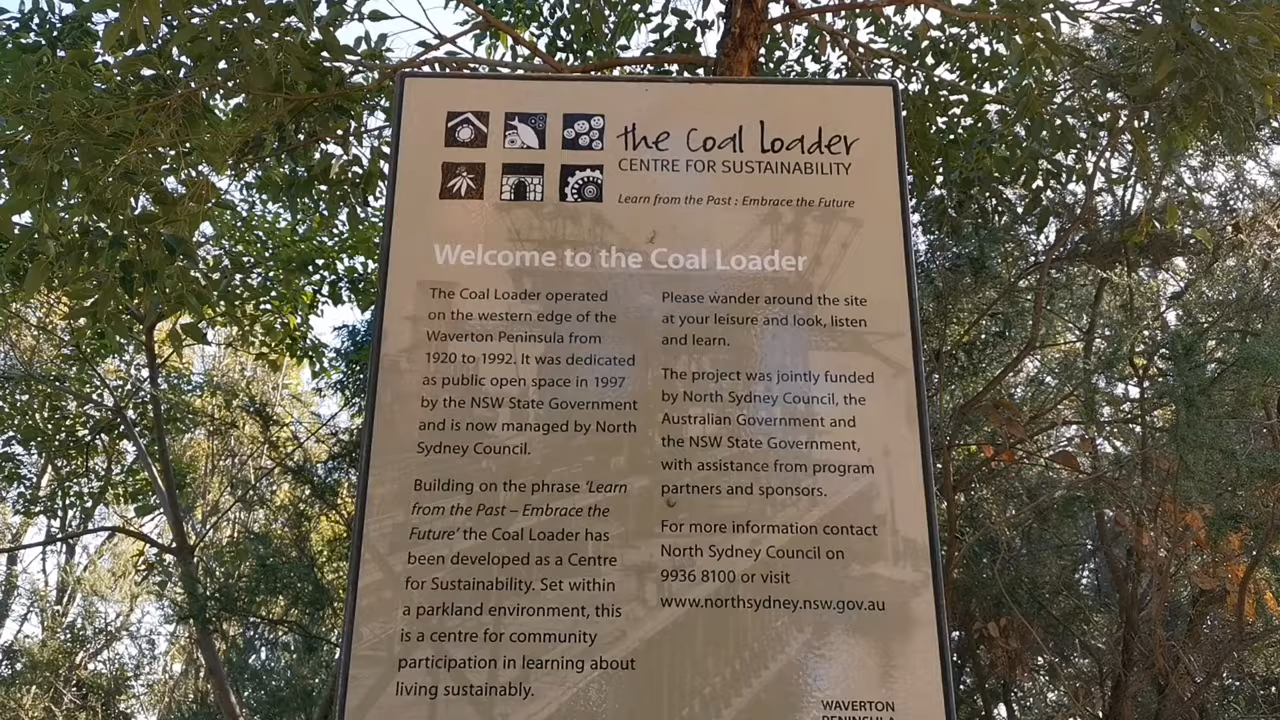 the Coal Loader
CENTRE FOR SUSTAINABILITY
Learn from the Past : Embrace the Future
Welcome to the Coal Loader
The Coal Loader operated
on the western edge of the
Waverton Peninsula from
1920 to 1992. It was dedicated
as public open space in 1997
by the NSW State Government
and is now managed by North
Sydney Council.
Building on the phrase ‘Learn
from the Past – Embrace the
Future’ the Coal Loader has
been developed as a Centre
for Sustainability. Set within
a parkland environment, this
is a centre for community
participation in learning about
living sustainably.
Please wander around the site
at your leisure and look, listen
and learn.
The project was jointly funded
by North Sydney Council, the
Australian Government and
the NSW State Government,
with assistance from program
partners and sponsors.
For more information contact
North Sydney Council on
9936 8100 or visit
www.northsydney.nsw.gov.au
WAVERTON
PENINSULA